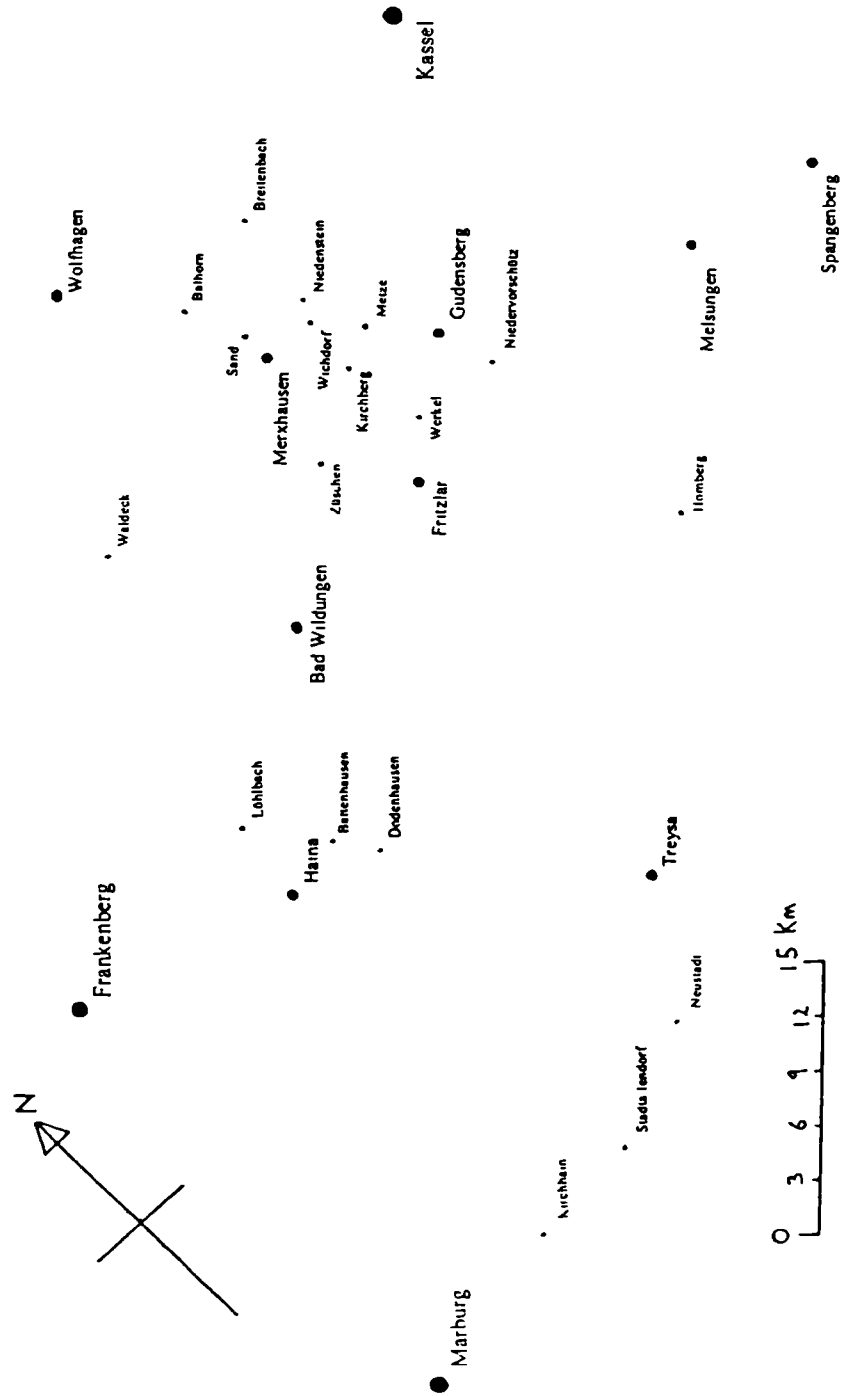 N
Kassel
Wolfhagen
Breitenbach
Balhorn
Niedenstein
Sand
Metze
Gudensberg
Wichdorf
Niedervorschütz
Merxhausen
Kirchberg
Werkel
Melsungen
Spangenberg
Züschen
Fritzlar
Homberg
Waldeck
Bad Wildungen
Löhlbach
Battenhausen
Dodenhausen
Haina
Treysa
Frankenberg
Neustadt
Stadtallendorf
Kirchhain
Marburg
0 3 6 9 12 15 Km